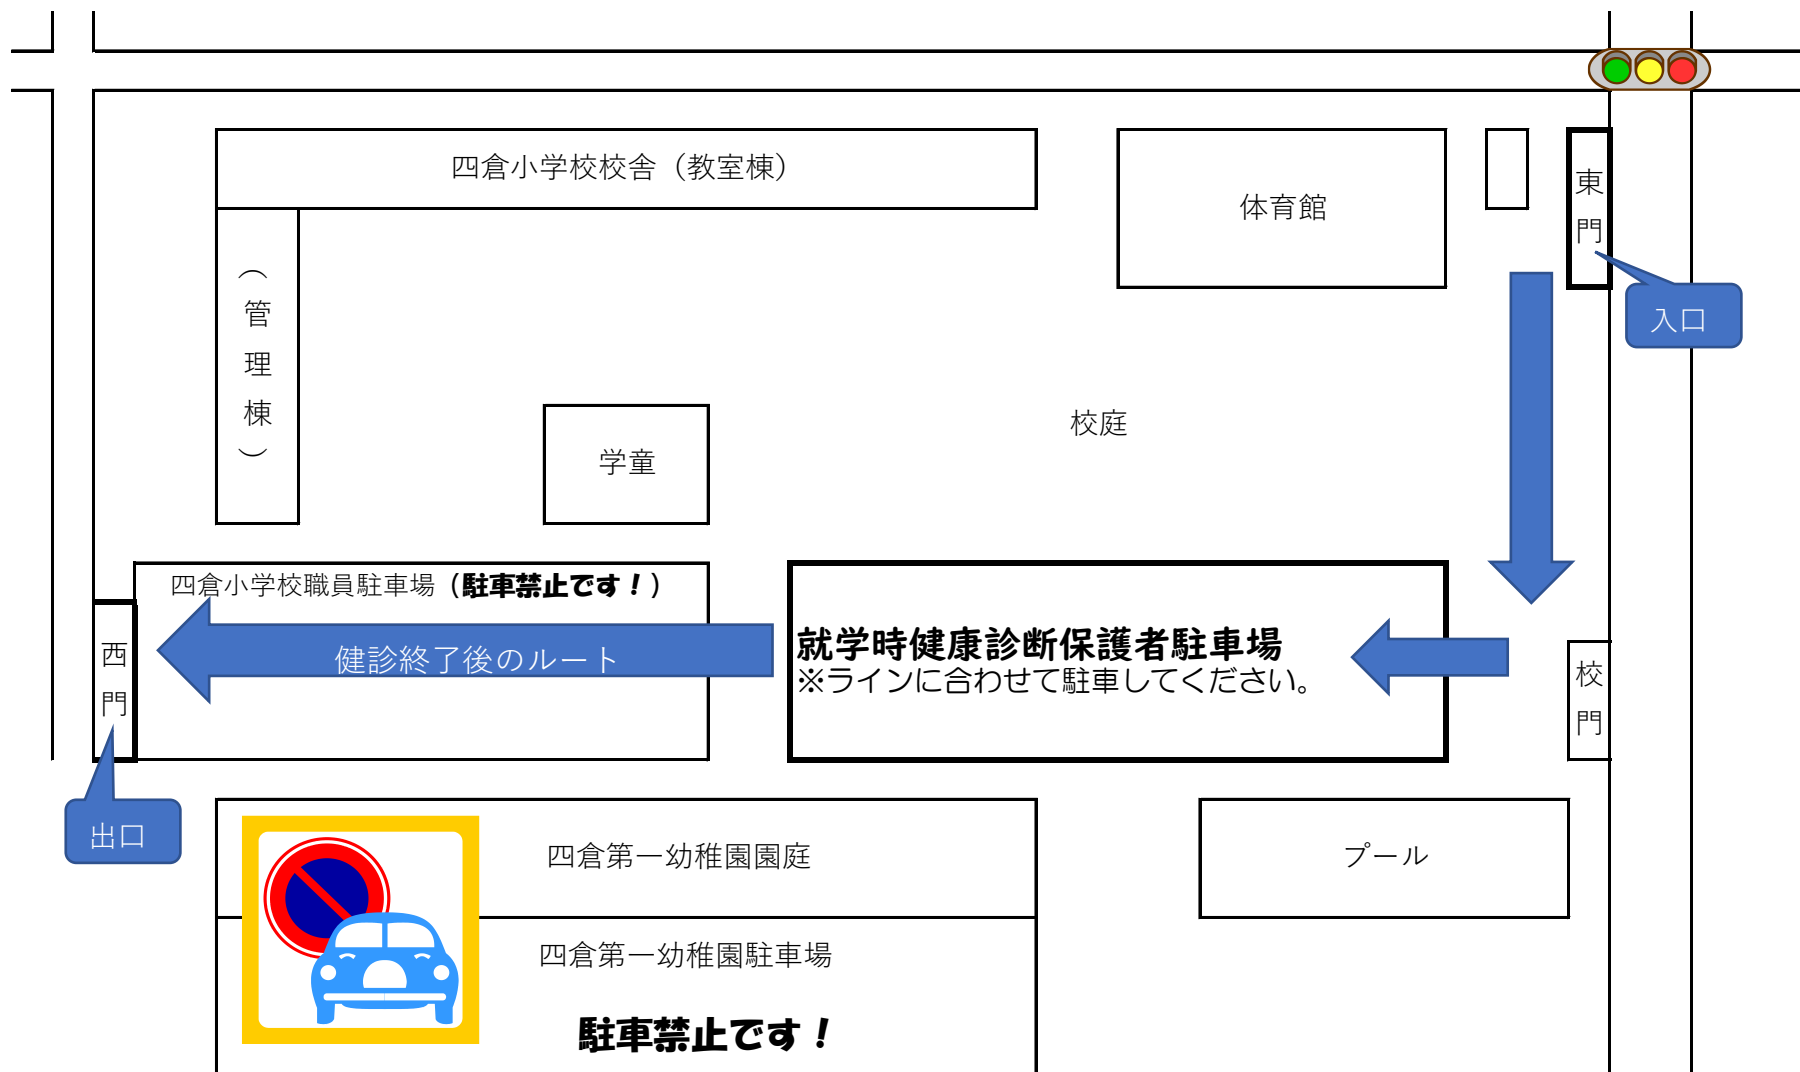 四倉小学校校舎（教室棟）
体育館
東門
入口
（管理棟）
校庭
学童
四倉小学校職員駐車場（駐車禁止です！）
西門
健診終了後のルート
就学時健康診断保護者駐車場
※ラインに合わせて駐車してください。
校門
出口
四倉第一幼稚園園庭
プール
四倉第一幼稚園駐車場
駐車禁止です！